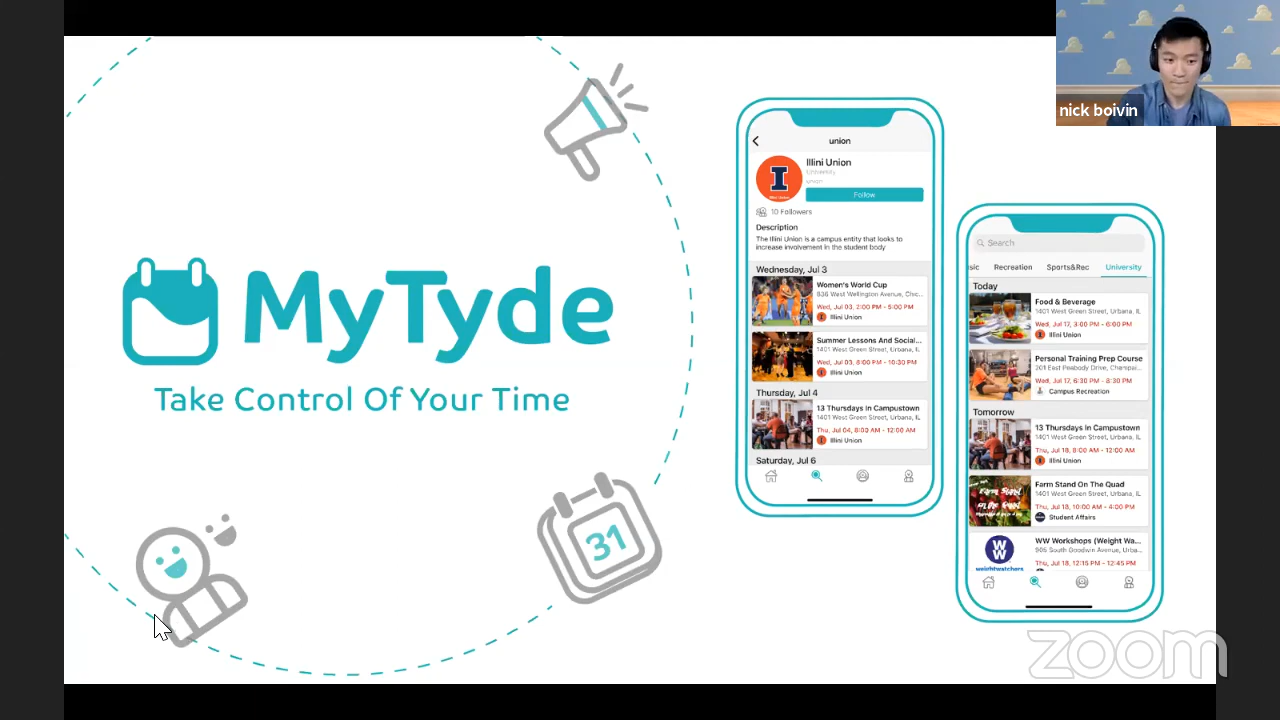 nick boivin
MyTyde
Take Control Of Your Time
31
union
Illini Union
University
union
Follow
10 Followers
Description
The Illini Union is a campus entity that looks to
increase involvement in the student body
Wednesday, Jul 3
Women's World Cup
836 West Wellington Avenue, Chic...
Wed, Jul 03, 2:00 PM - 5:00 PM
Illini Union
Summer Lessons And Social...
1401 West Green Street, Urbana, IL
Wed, Jul 03, 8:00 PM - 10:30 PM
Illini Union
Thursday, Jul 4
13 Thursdays In Campustown
1401 West Green Street, Urbana, IL
Thu, Jul 04, 8:00 AM - 12:00 AM
Illini Union
Saturday, Jul 6
Search
sic Recreation Sports&Rec University
Today
Food & Beverage
1401 West Green Street, Urbana, IL
Wed, Jul 17, 3:00 PM - 6:00 PM
Illini Union
Personal Training Prep Course
201 East Peabody Drive, Champai...
Wed, Jul 17, 6:30 PM - 8:30 PM
Campus Recreation
Tomorrow
13 Thursdays In Campustown
1401 West Green Street, Urbana, IL
Thu, Jul 18, 8:00 AM - 12:00 AM
Illini Union
Farm Stand On The Quad
1401 West Green Street, Urbana, IL
Thu, Jul 18, 10:00 AM - 4:00 PM
Student Affairs
WW Workshops (Weight Wa...
905 South Goodwin Avenue, Urba...
Thu, Jul 18, 12:15 PM - 12:45 PM
WW
weightwatchers
zoom